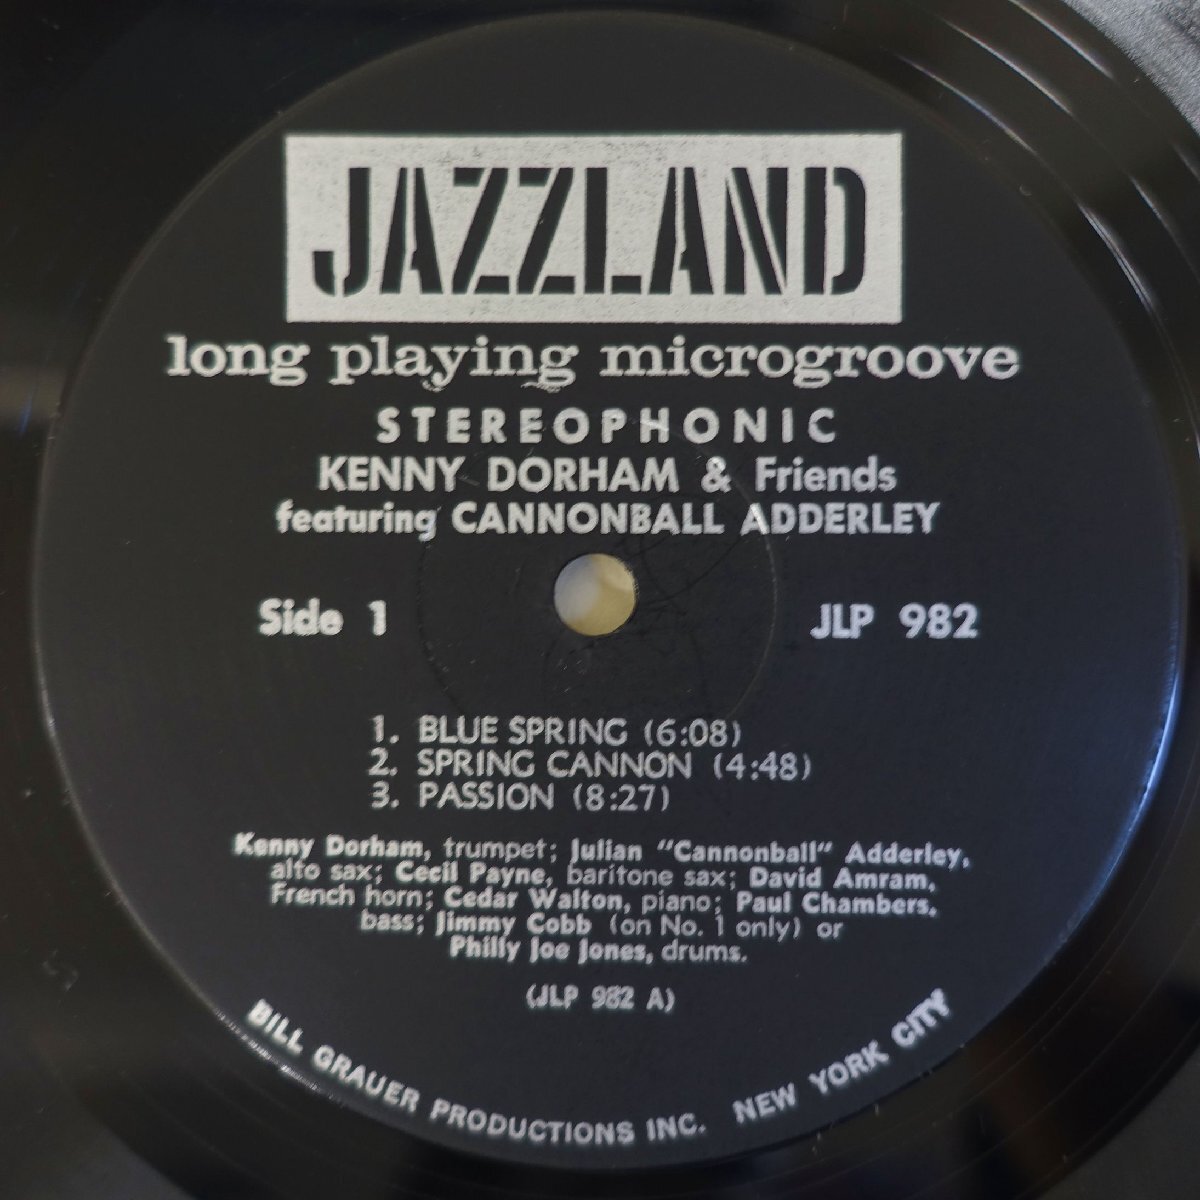 JAZZLAND
long playing microgroove
STEREOPHONIC
KENNY DORHAM & Friends
featuring CANNONBALL ADDERLEY
Side 1
JLP 982
1. BLUE SPRING (6:08)
2. SPRING CANNON (4:48)
3. PASSION (8:27)
Kenny Dorham, trumpet; Julian "Cannonball" Adderley,
alto sax; Cecil Payne, baritone sax; David Amram,
French horn; Cedar Walton, piano; Paul Chambers,
bass; Jimmy Cobb (on No. 1 only) or
Philly Joe Jones, drums.
(JLP 982 A)
BILL GRAUER PRODUCTIONS INC. NEW YORK CITY